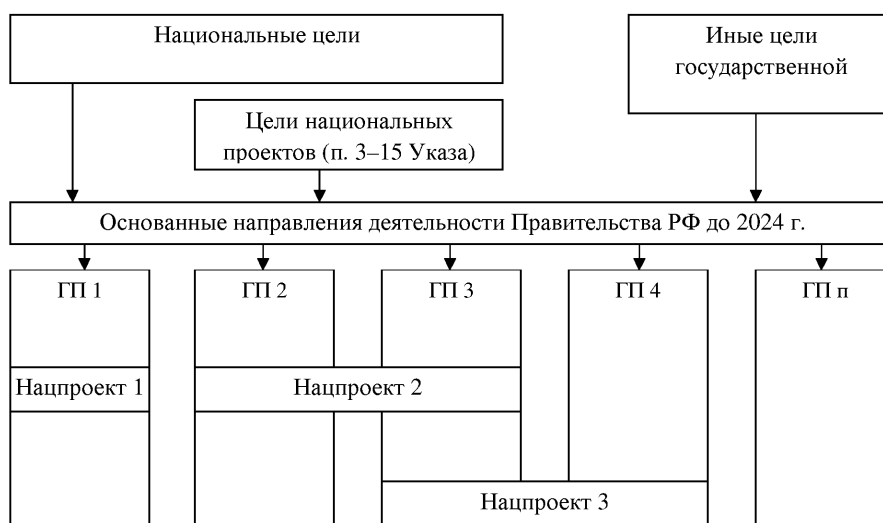 Национальные цели
Иные цели
государственной
Цели национальных
проектов (п. 3–15 Указа)
Основанные направления деятельности Правительства РФ до 2024 г.
ГП 1
ГП 2
ГП 3
ГП 4
ГП п
Нацпроект 1
Нацпроект 2
Нацпроект 3